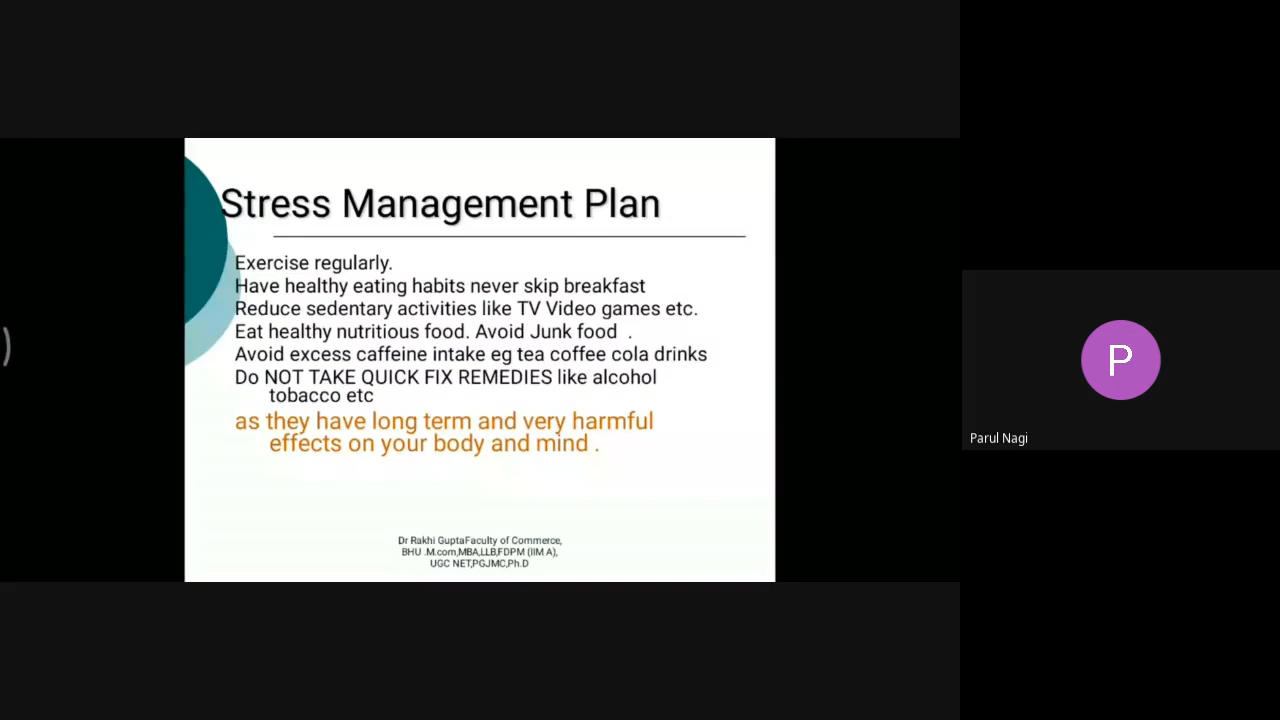 Stress Management Plan
Exercise regularly.
Have healthy eating habits never skip breakfast
Reduce sedentary activities like TV Video games etc.
Eat healthy nutritious food. Avoid Junk food .
Avoid excess caffeine intake eg tea coffee cola drinks
Do NOT TAKE QUICK FIX REMEDIES like alcohol
tobacco etc
as they have long term and very harmful
effects on your body and mind .
Dr Rakhi GuptaFaculty of Commerce,
BHU .M.com,MBA,LLB,FDPM (IIM A),
UGC NET,PGJMC,Ph.D
P
Parul Nagi